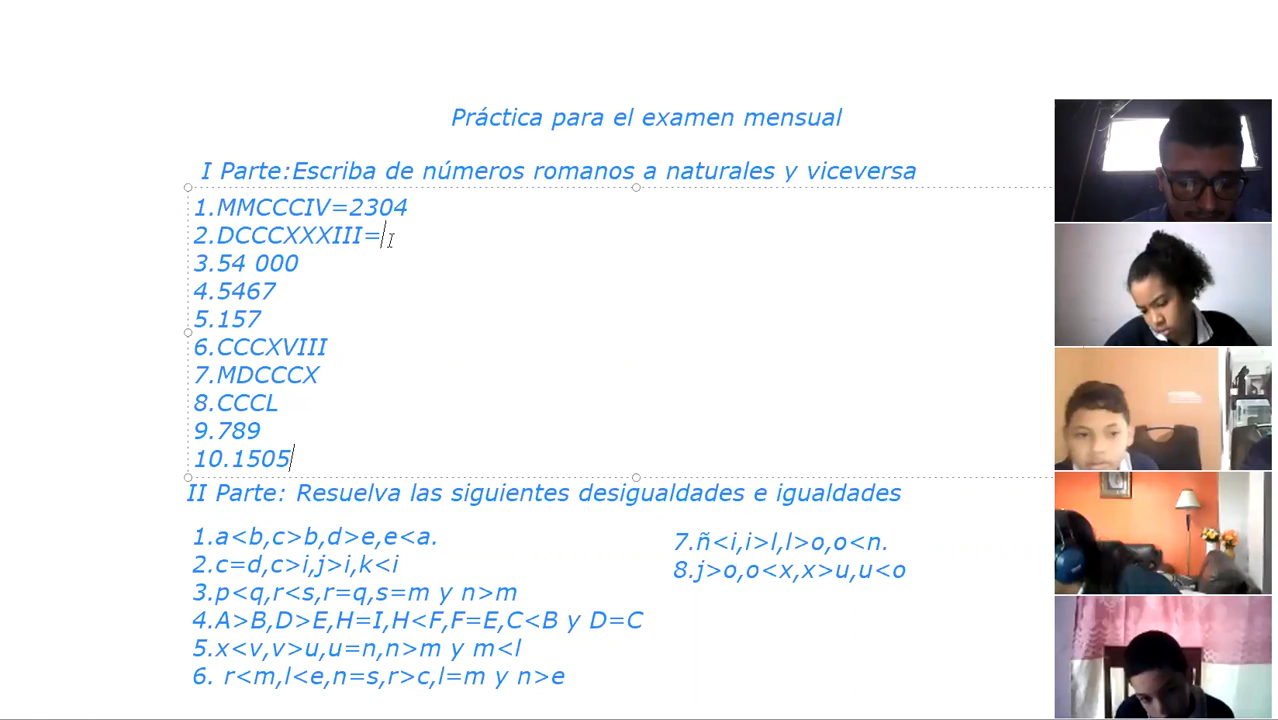 Práctica para el examen mensual
I Parte:Escriba de números romanos a naturales y viceversa
1.MMCCCIV=2304
2.DCCCXXXIII=
3.54 000
4.5467
5.157
6.CCCXVIII
7.MDCCCX
8.CCCL
9.789
10.1505
II Parte: Resuelva las siguientes desigualdades e igualdades
1.a<b,c>b,d>e,e<a.
2.c=d,c>i,j>i,k<i
3.p<q,r<s,r=q,s=m y n>m
4.A>B,D>E,H=I,H<F,F=E,C<B y D=C
5.x<v,v>u,u=n,n>m y m<l
6. r<m,l<e,n=s,r>c,l=m y n>e
7.ñ<i,i>l,l>o,o<n.
8.j>o,o<x,x>u,u<o